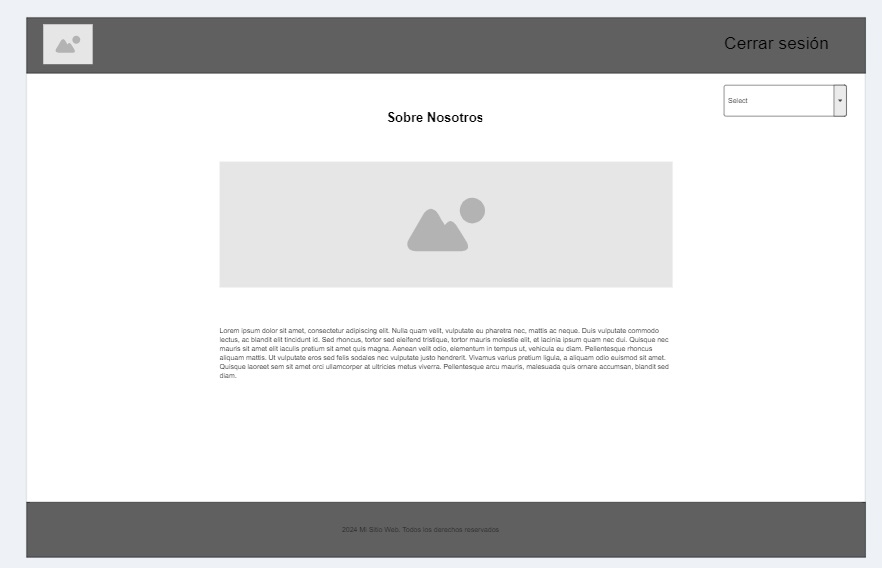 Cerrar sesión
Select
Sobre Nosotros
Lorem ipsum dolor sit amet, consectetur adipiscing elit. Nulla quam velit, vulputate eu pharetra nec, mattis ac neque. Duis vulputate commodo
lectus, ac blandit elit tincidunt id. Sed rhoncus, tortor sed eleifend tristique, tortor mauris molestie elit, et lacinia ipsum quam nec dui. Quisque nec
mauris sit amet elit iaculis pretium sit amet quis magna. Aenean velit odio, elementum in tempus ut, vehicula eu diam. Pellentesque rhoncus
aliquam mattis. Ut vulputate eros sed felis sodales nec vulputate justo hendrerit. Vivamus varius pretium ligula, a aliquam odio euismod sit amet.
Quisque laoreet sem sit amet orci ullamcorper at ultricies metus viverra. Pellentesque arcu mauris, malesuada quis ornare accumsan, blandit sed
diam.
2024 Mi Sitio Web. Todos los derechos reservados